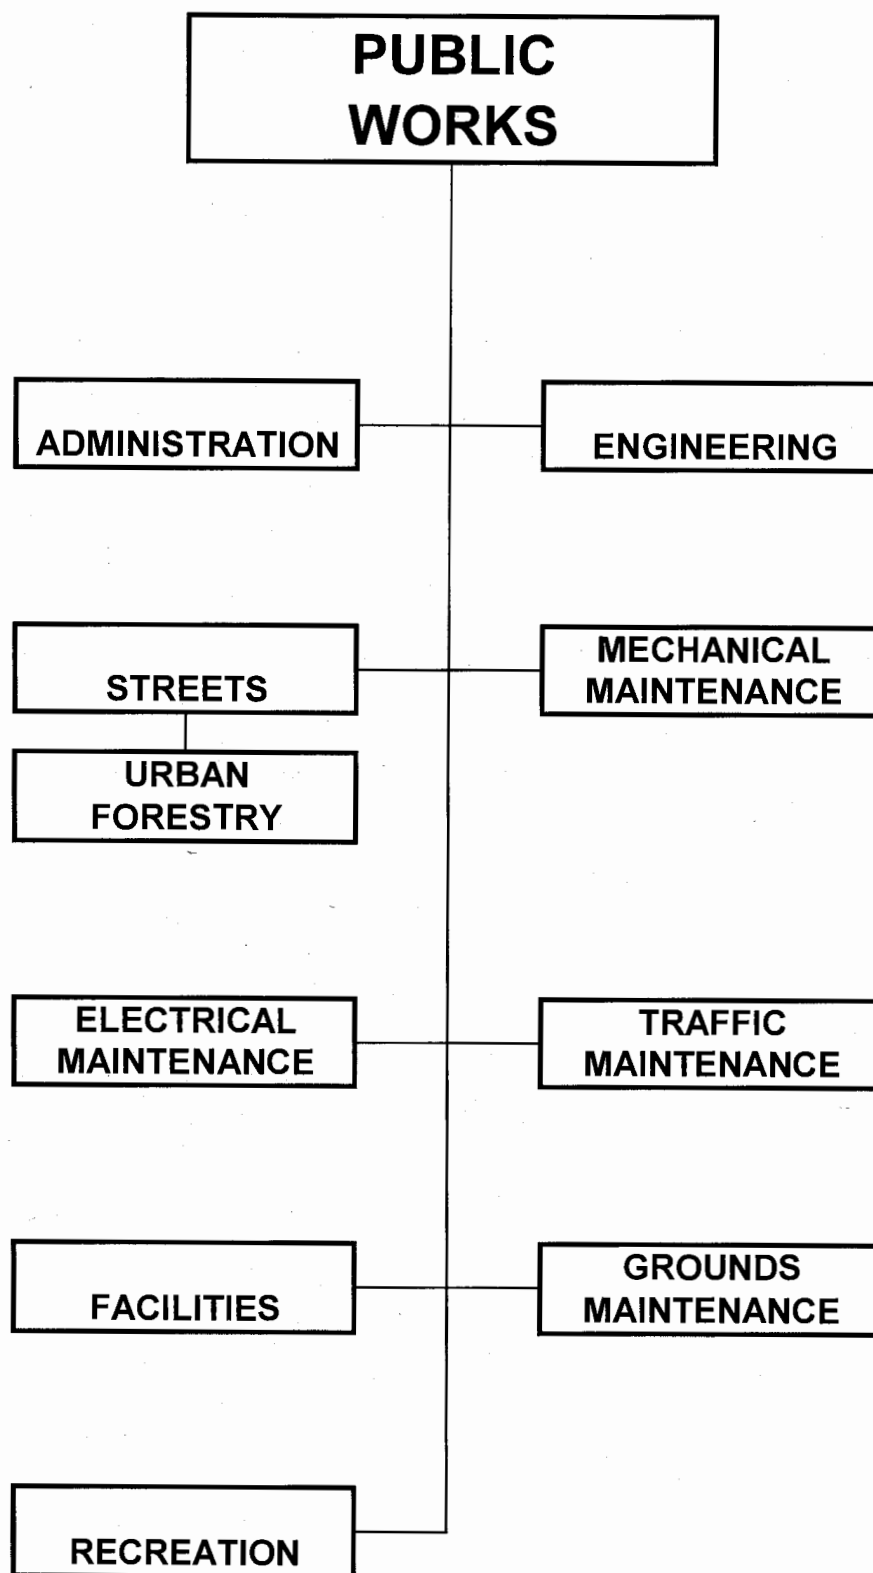 PUBLIC
WORKS
ADMINISTRATION
ENGINEERING
STREETS
MECHANICAL
MAINTENANCE
URBAN
FORESTRY
ELECTRICAL
MAINTENANCE
TRAFFIC
MAINTENANCE
FACILITIES
GROUNDS
MAINTENANCE
RECREATION